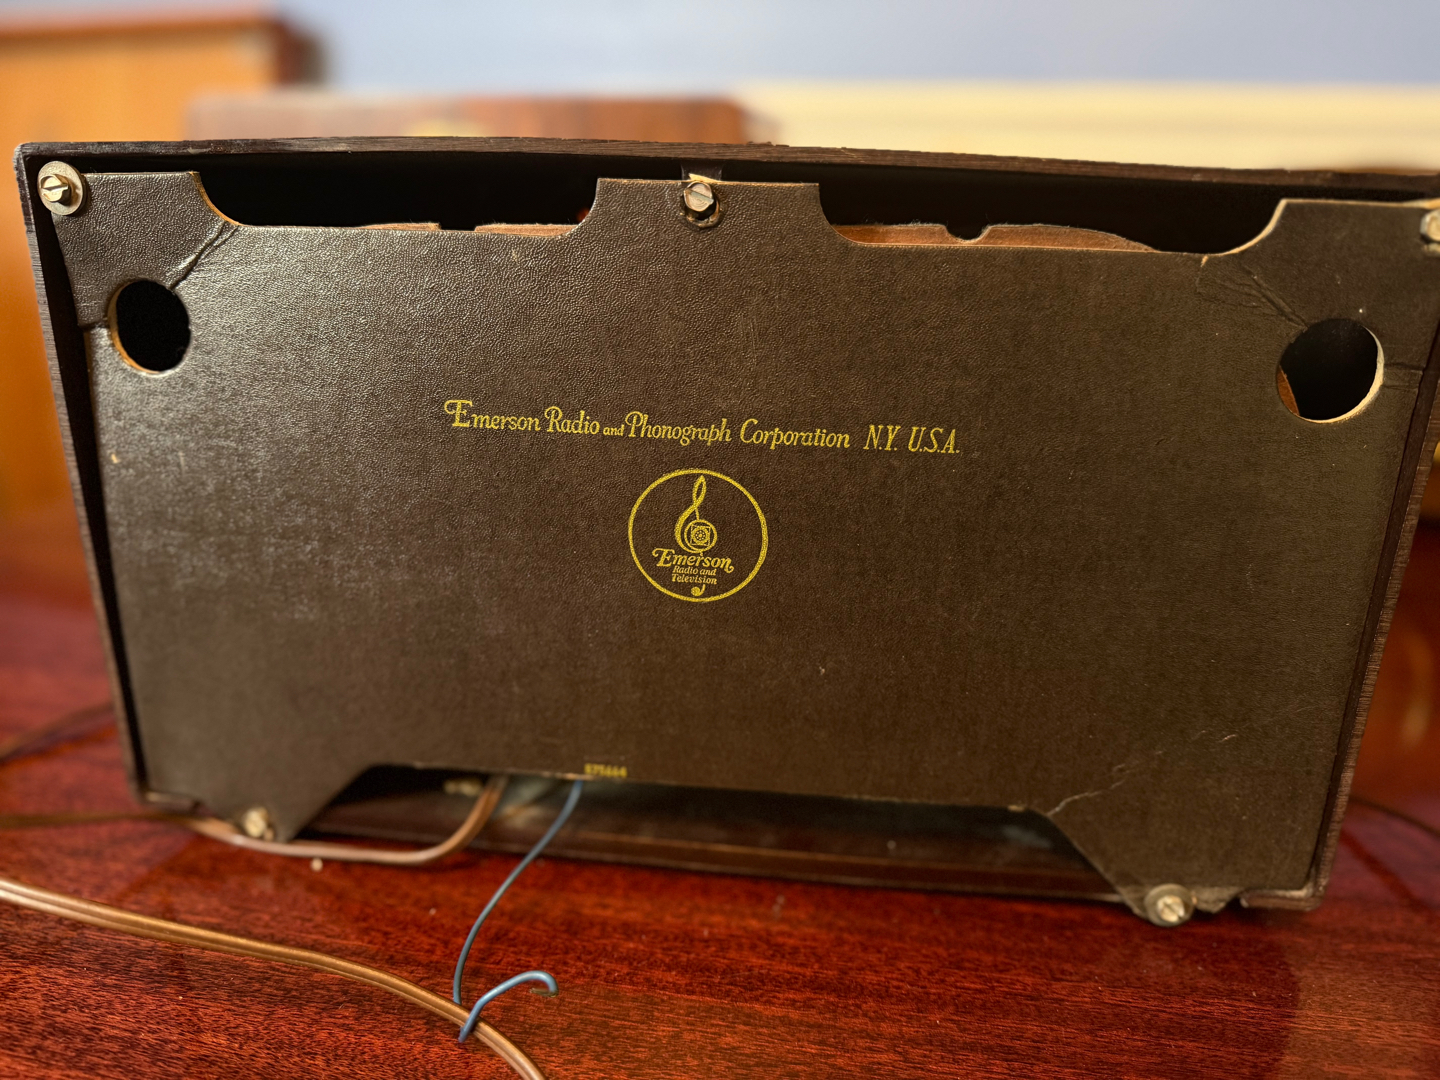 Emerson Radio and Phonograph Corporation N.Y. U.S.A.
Emerson
Radio and
Television